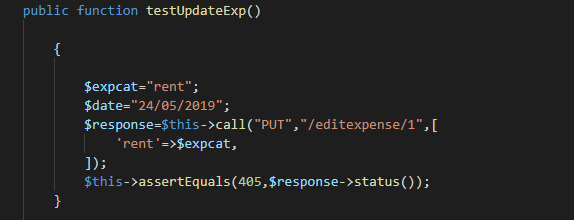 public function testUpdateExp()
{
$expcat="rent";
$date="24/05/2019";
$response=$this->call("PUT","/editexpense/1",[
'rent'=>$expcat,
]);
$this->assertEquals(405,$response->status());
}